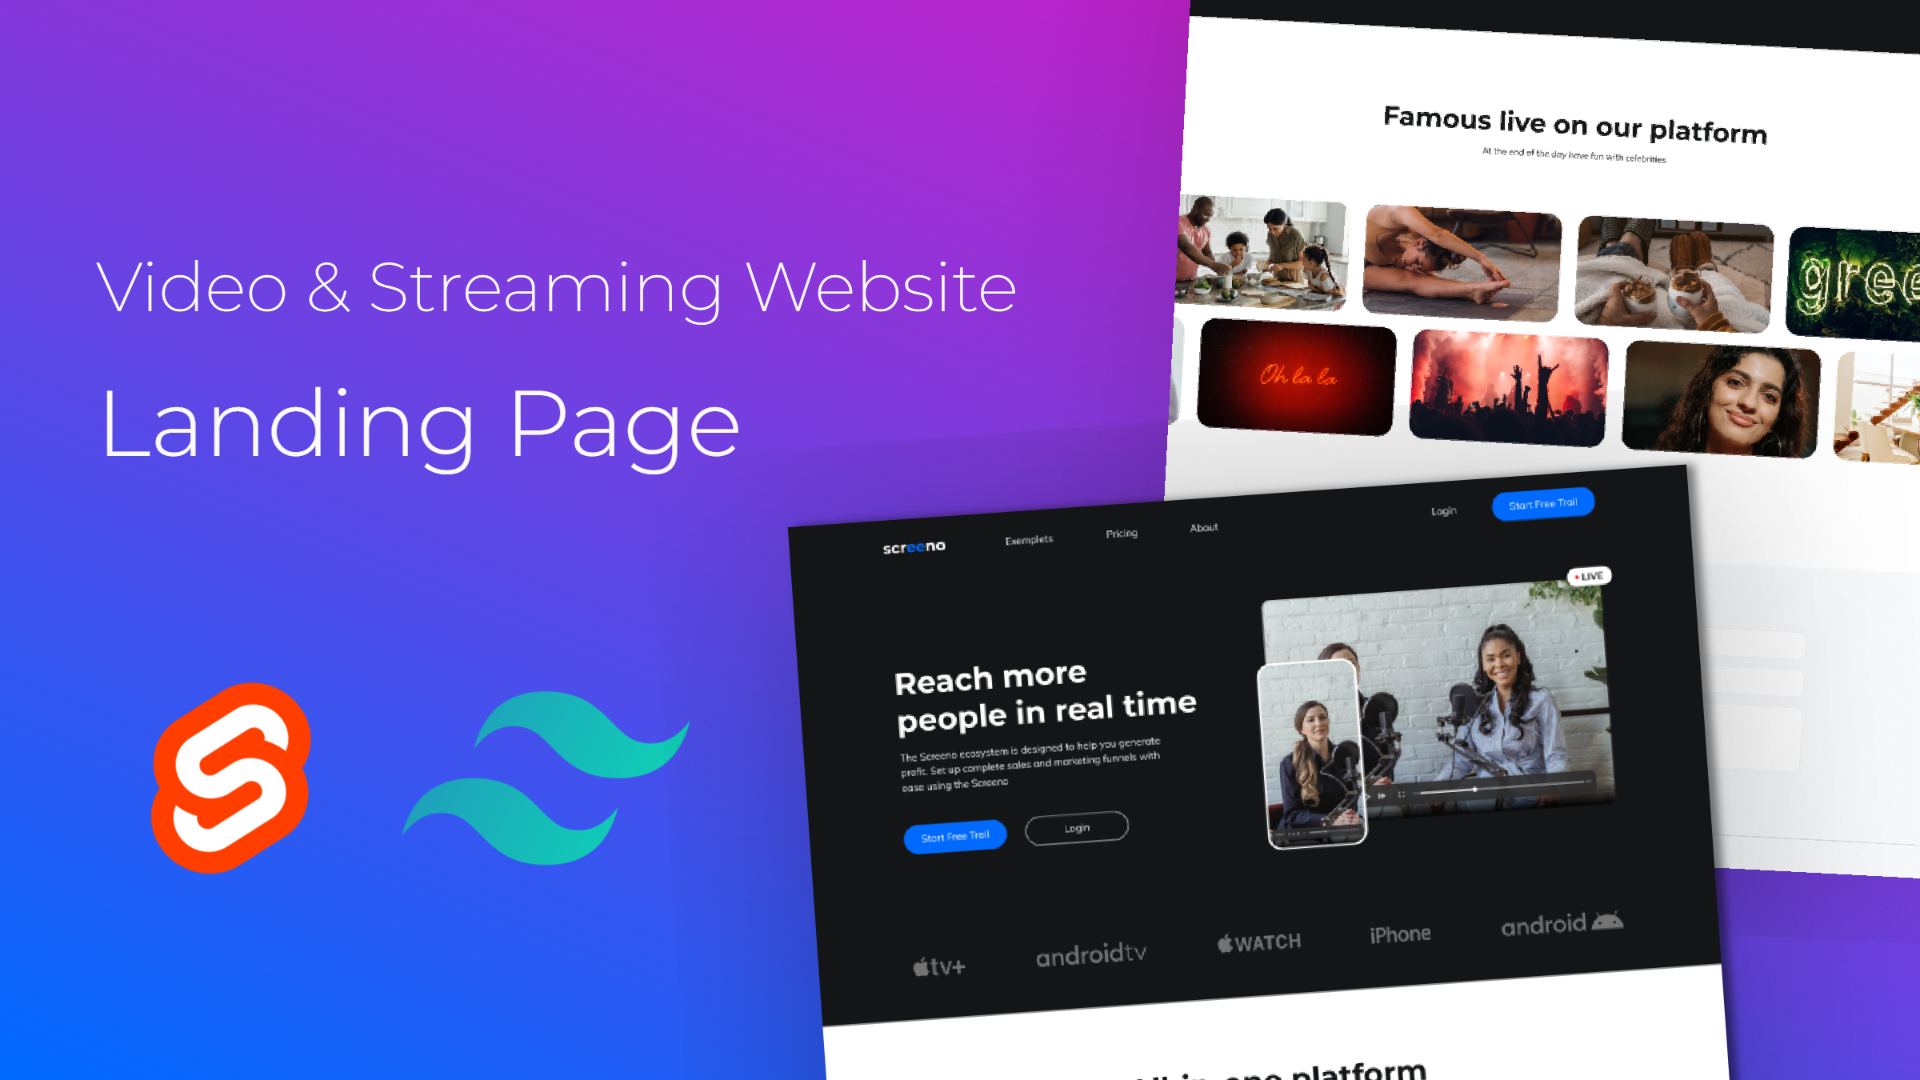 Video & Streaming Website
Landing Page
Famous live on our platform
At the end of the day have fun with celebrities
Oh la la
screeno
Exemplets
Pricing
About
Login
Start Free Trail
LIVE
Reach more
people in real time
The Screeno ecosystem is designed to help you generate
profit. Set up complete sales and marketing funnels with
ease using the Screeno
Start Free Trail
Login
tv+
androidtv
WATCH
iPhone
android
platform